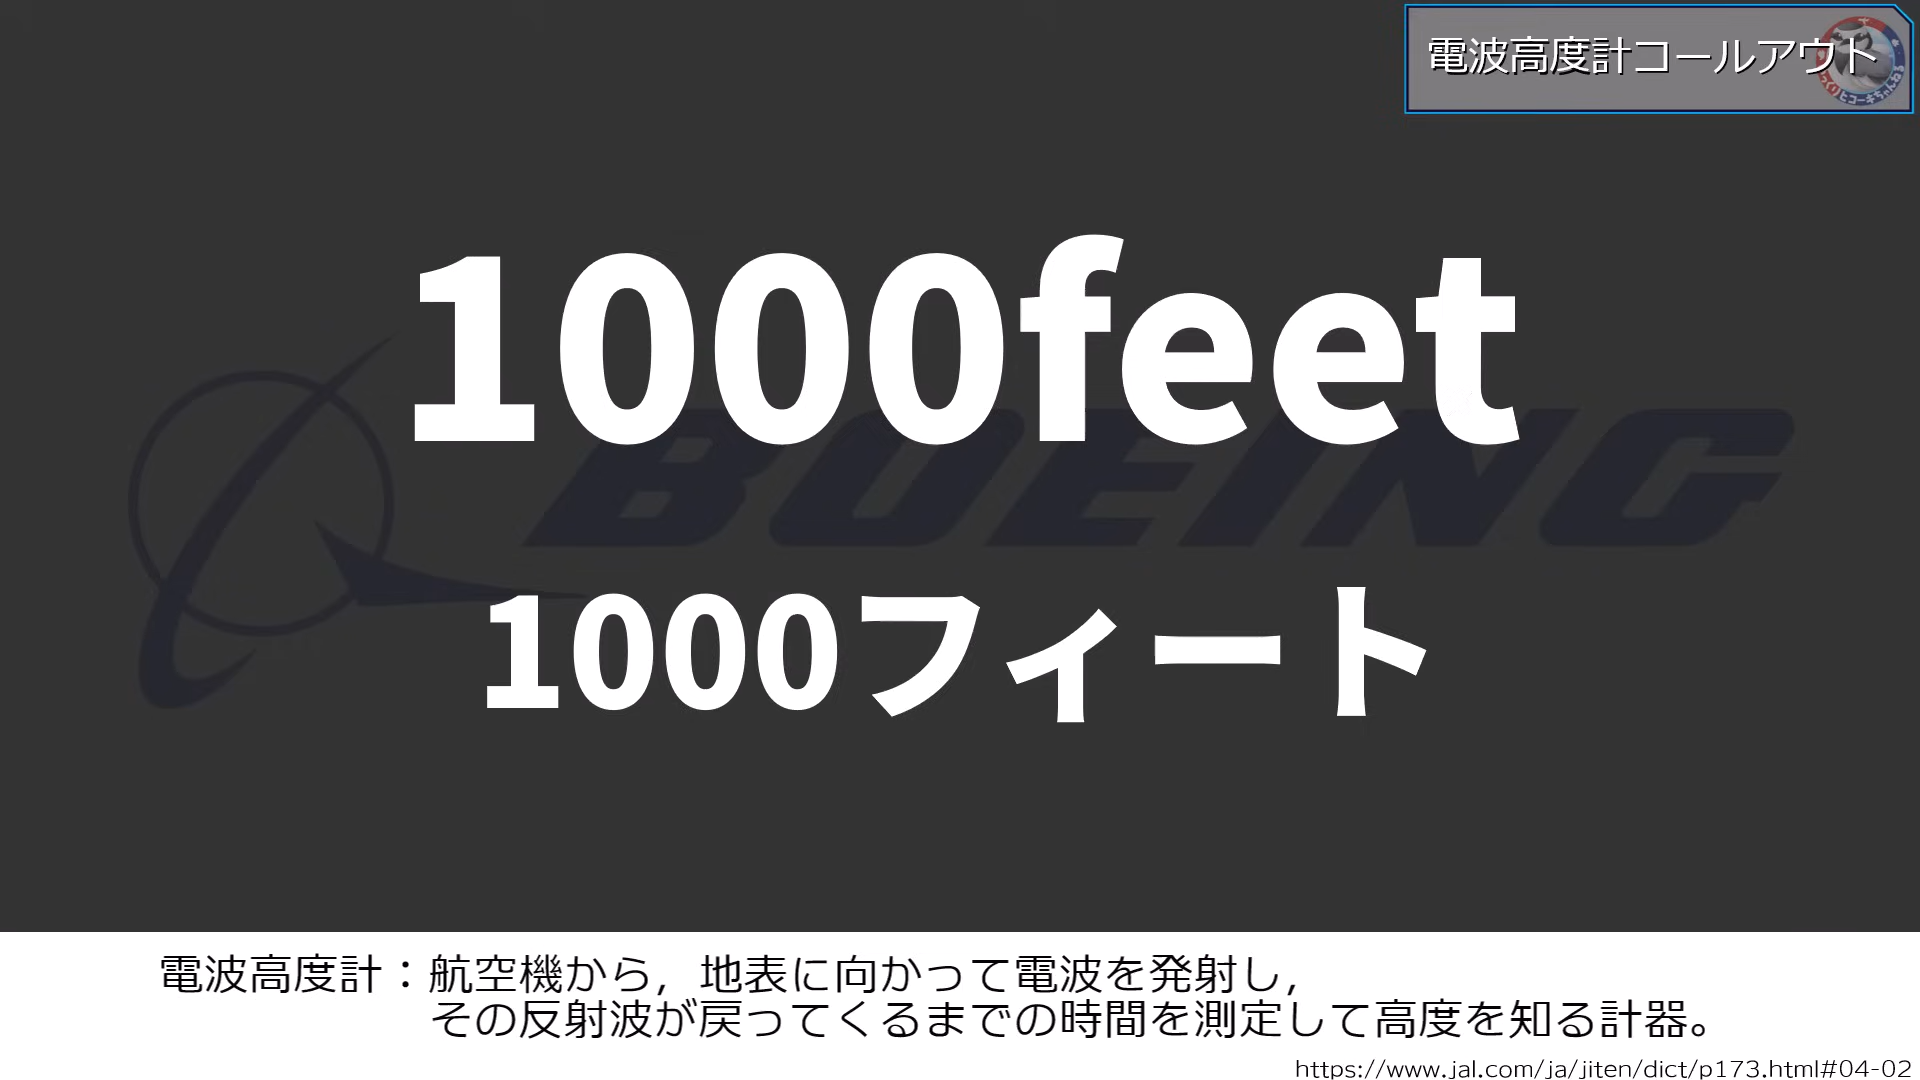 電波高度計コールアウト
1000feet
BOEING
1000フィート
電波高度計：航空機から，地表に向かって電波を発射し，
その反射波が戻ってくるまでの時間を測定して高度を知る計器。
https://www.jal.com/ja/jiten/dict/p173.html#04-02